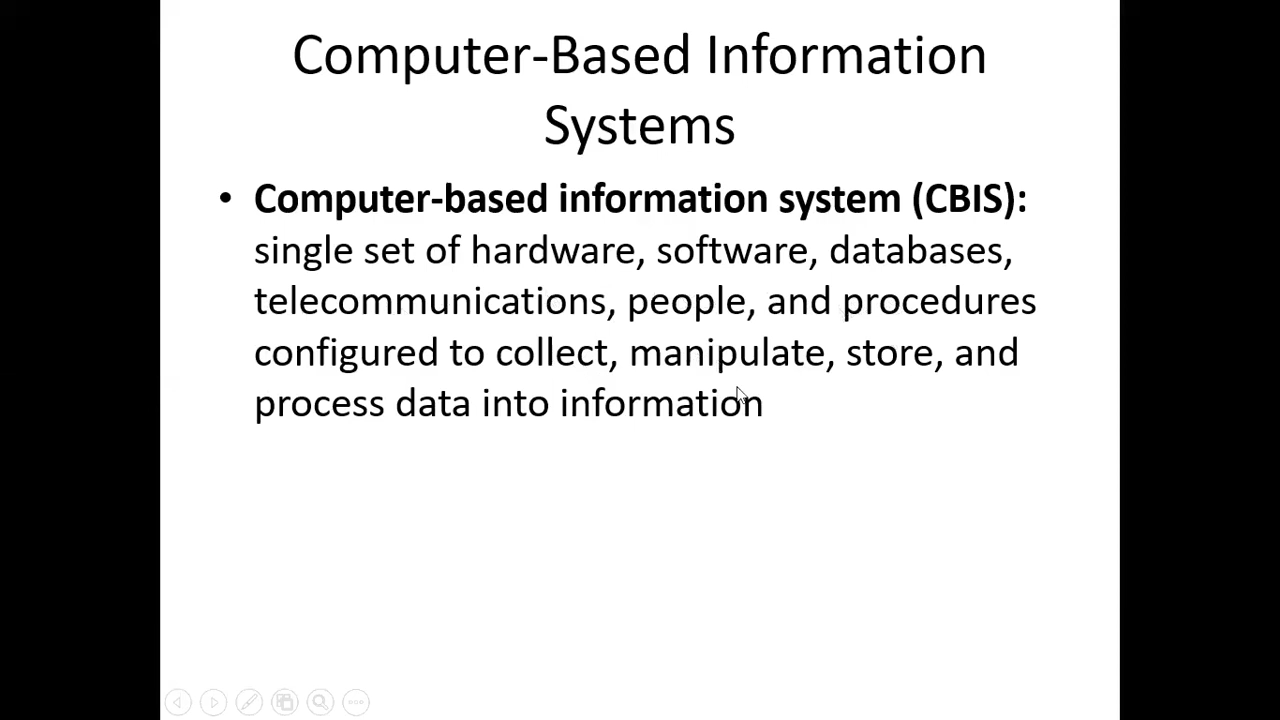 Computer-Based Information
Systems
• Computer-based information system (CBIS):
single set of hardware, software, databases,
telecommunications, people, and procedures
configured to collect, manipulate, store, and
process data into information